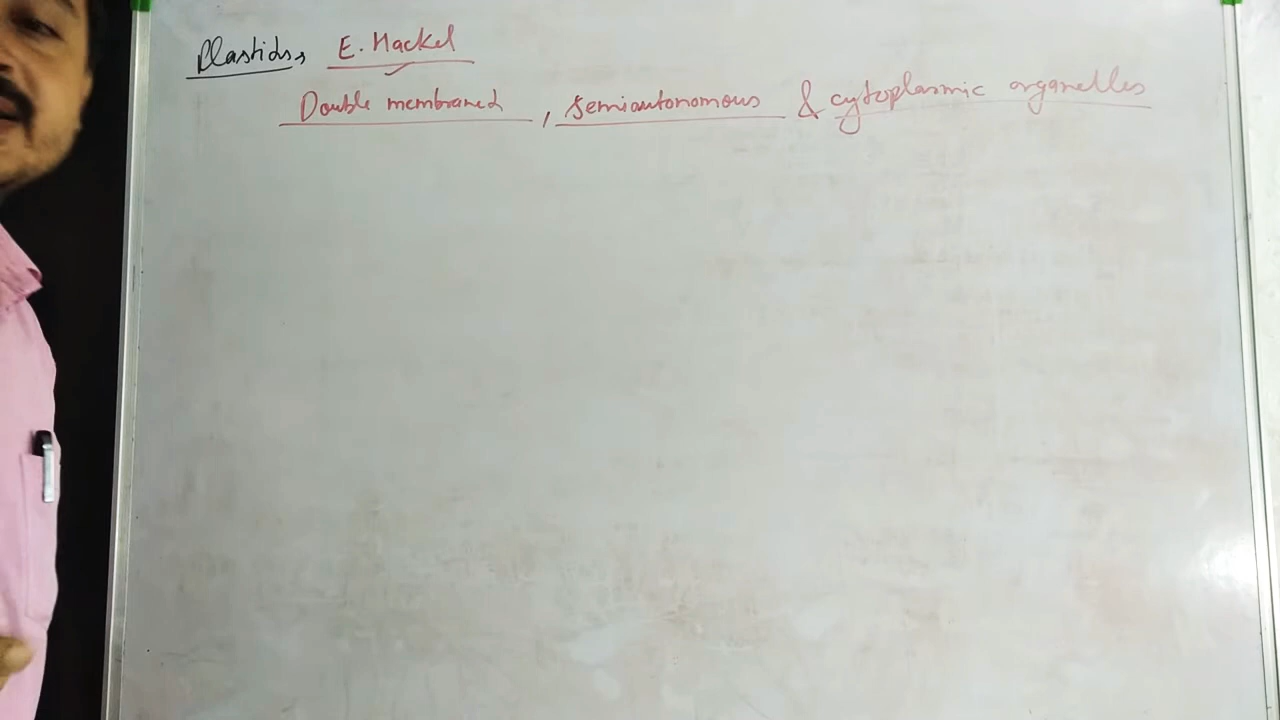 Plastids, E. Hackel
Double membraned, semiautonomous & cytoplasmic organelles